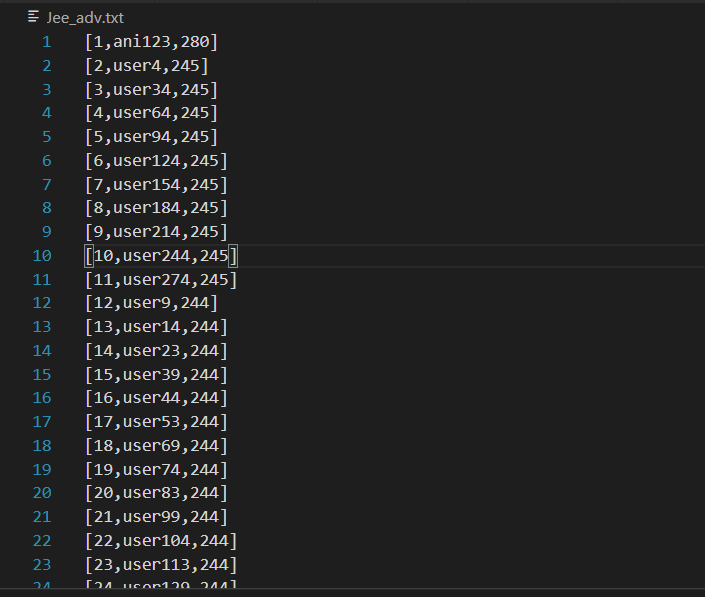 Jee_adv.txt
1 [1,ani123,280]
2 [2,user4,245]
3 [3,user34,245]
4 [4,user64,245]
5 [5,user94,245]
6 [6,user124,245]
7 [7,user154,245]
8 [8,user184,245]
9 [9,user214,245]
10 [10,user244,245]
11 [11,user274,245]
12 [12,user9,244]
13 [13,user14,244]
14 [14,user23,244]
15 [15,user39,244]
16 [16,user44,244]
17 [17,user53,244]
18 [18,user69,244]
19 [19,user74,244]
20 [20,user83,244]
21 [21,user99,244]
22 [22,user104,244]
23 [23,user113,244]
24 [24,user129,244]